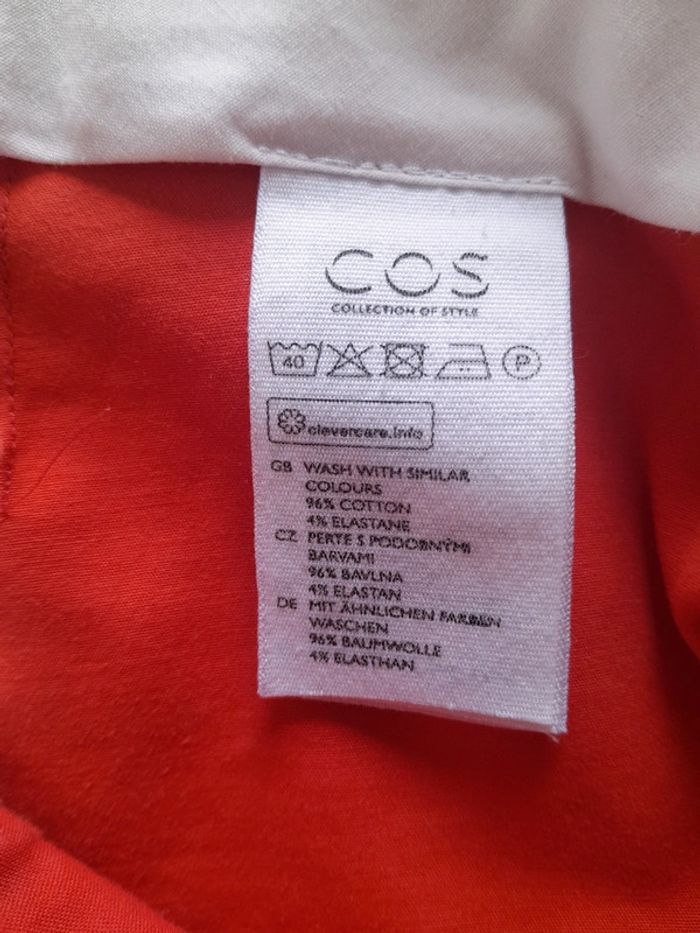 COS
COLLECTION OF STYLE
40 P
clevercare.info
GB WASH WITH SIMILAR
COLOURS
96% COTTON
4% ELASTANE
CZ PERTE S PODOBNÝMI
BARVAMI
96% BAVLNA
4% ELASTAN
DE MIT ÄHNLICHEN FARBEN
WASCHEN
96% BAUMWOLLE
4% ELASTHAN